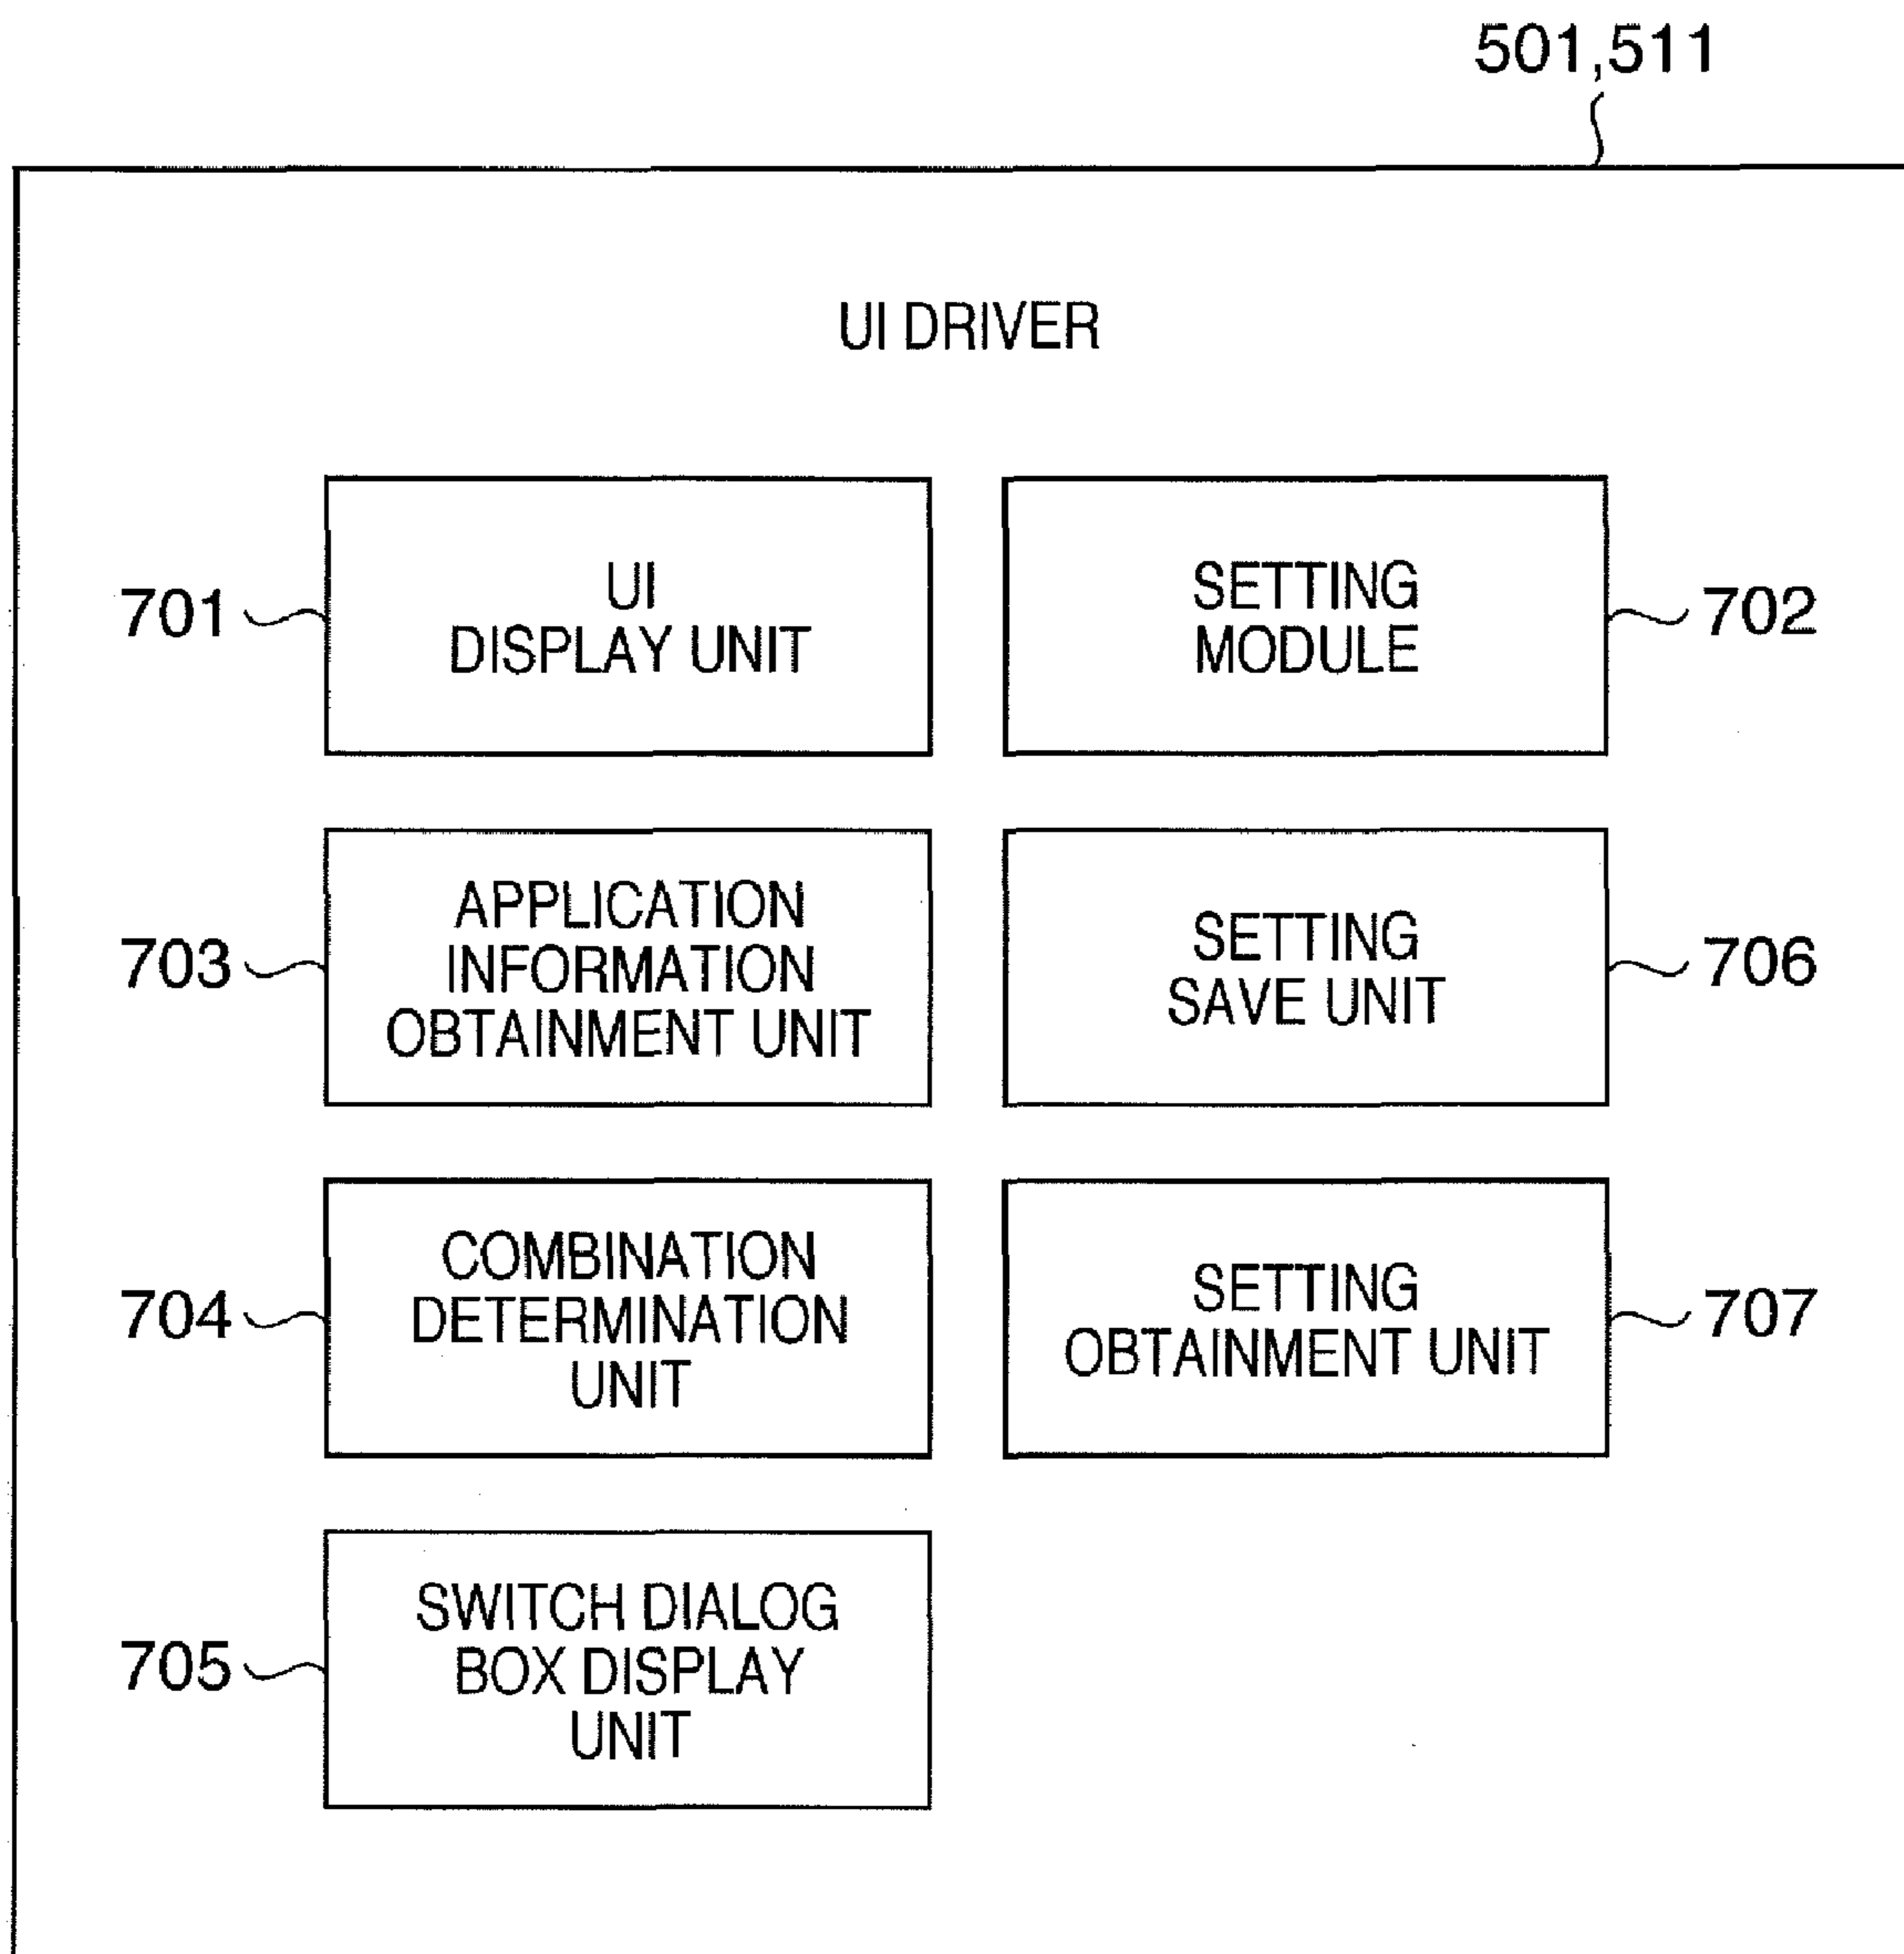 501,511
UI DRIVER
701
UI
DISPLAY UNIT
SETTING
MODULE
702
703
APPLICATION
INFORMATION
OBTAINMENT UNIT
SETTING
SAVE UNIT
706
704
COMBINATION
DETERMINATION
UNIT
SETTING
OBTAINMENT UNIT
707
705
SWITCH DIALOG
BOX DISPLAY
UNIT